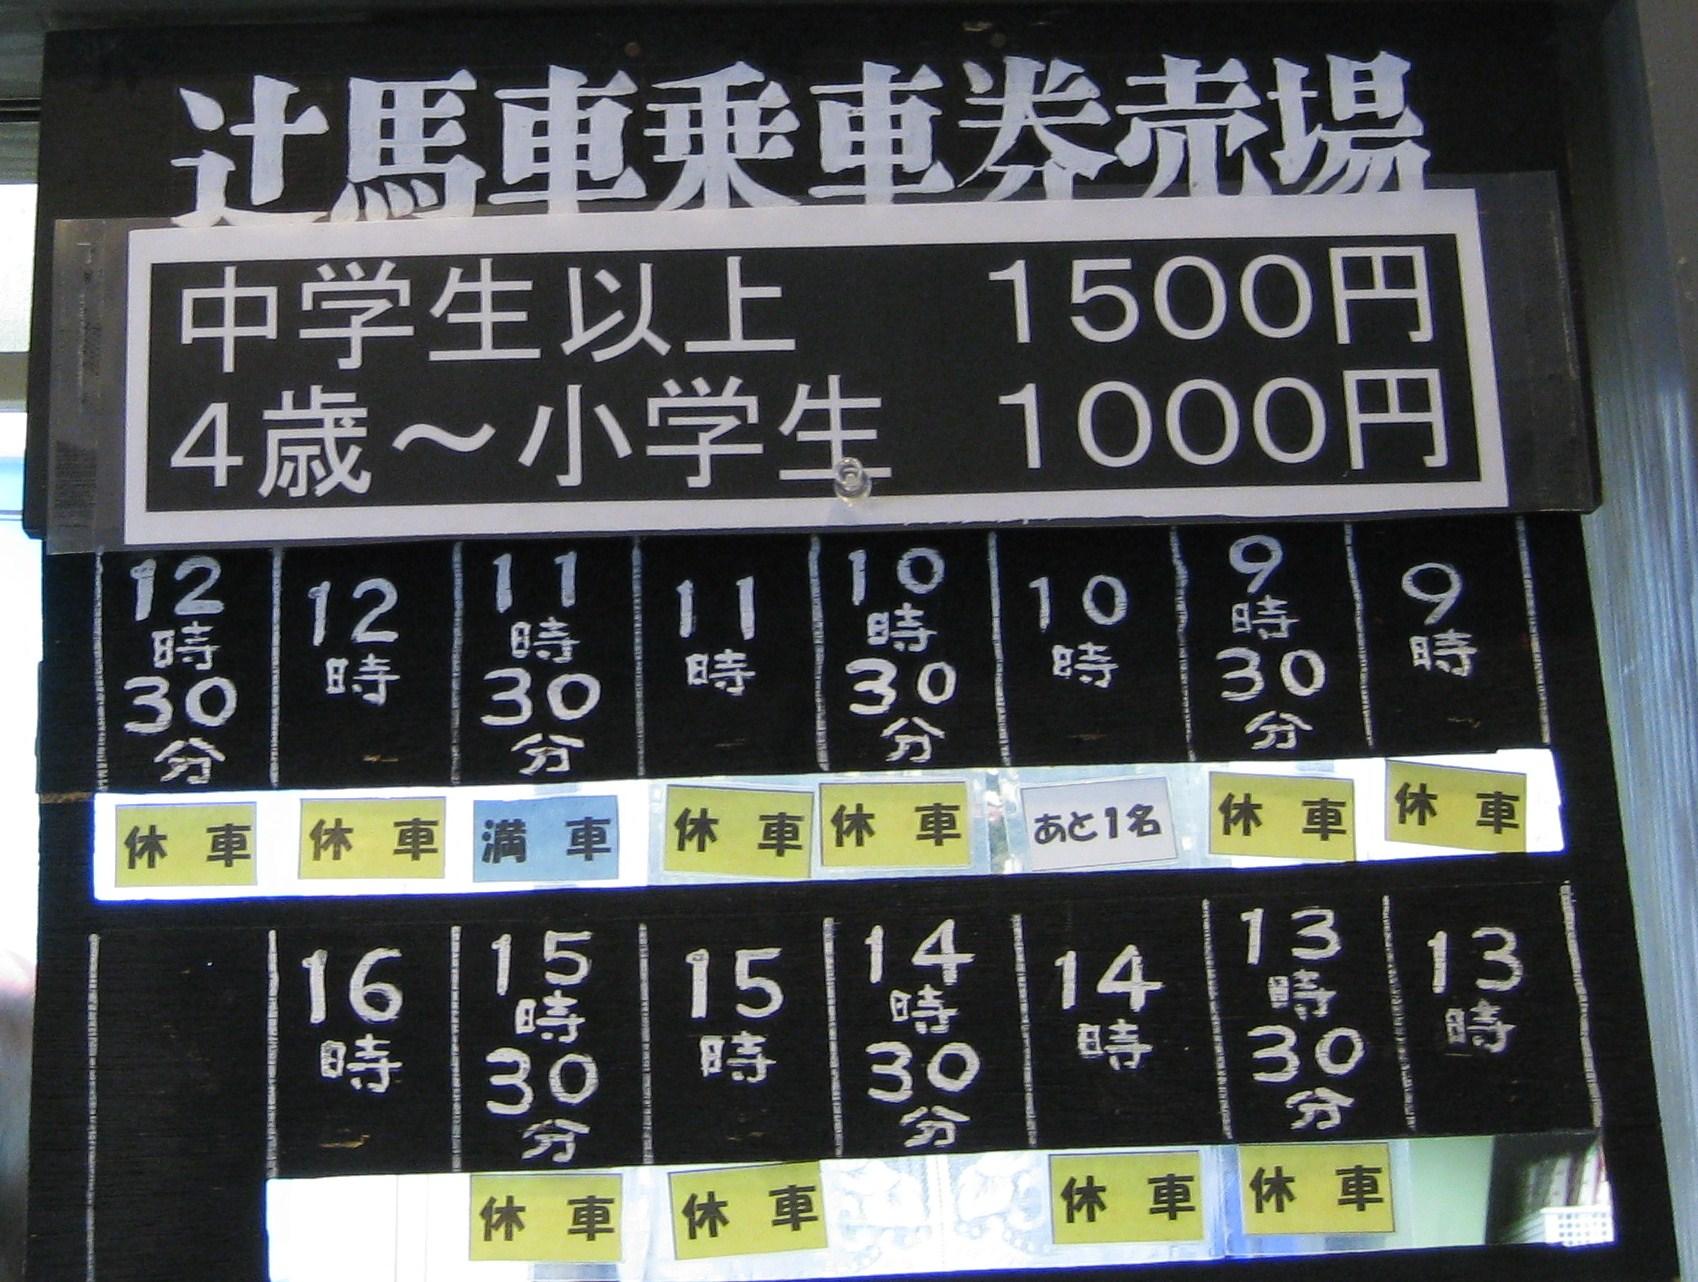 辻馬車乗車券売場
中学生以上 1500円
4歳～小学生 1000円
9時
9時30分
10時
10時30分
11時
11時30分
12時
12時30分
休車
休車
あと1名
休車
休車
満車
休車
休車
13時
13時30分
14時
14時30分
15時
15時30分
16時
休車
休車
休車
休車